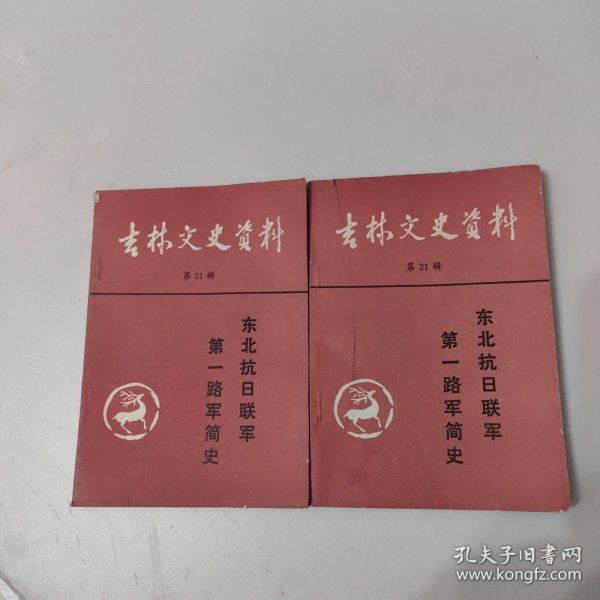 吉林文史資料
第21辑
东北抗日联军
第一路军简史
吉林文史資料
第21辑
东北抗日联军
第一路军简史
孔夫子旧书网
www.kongfz.com